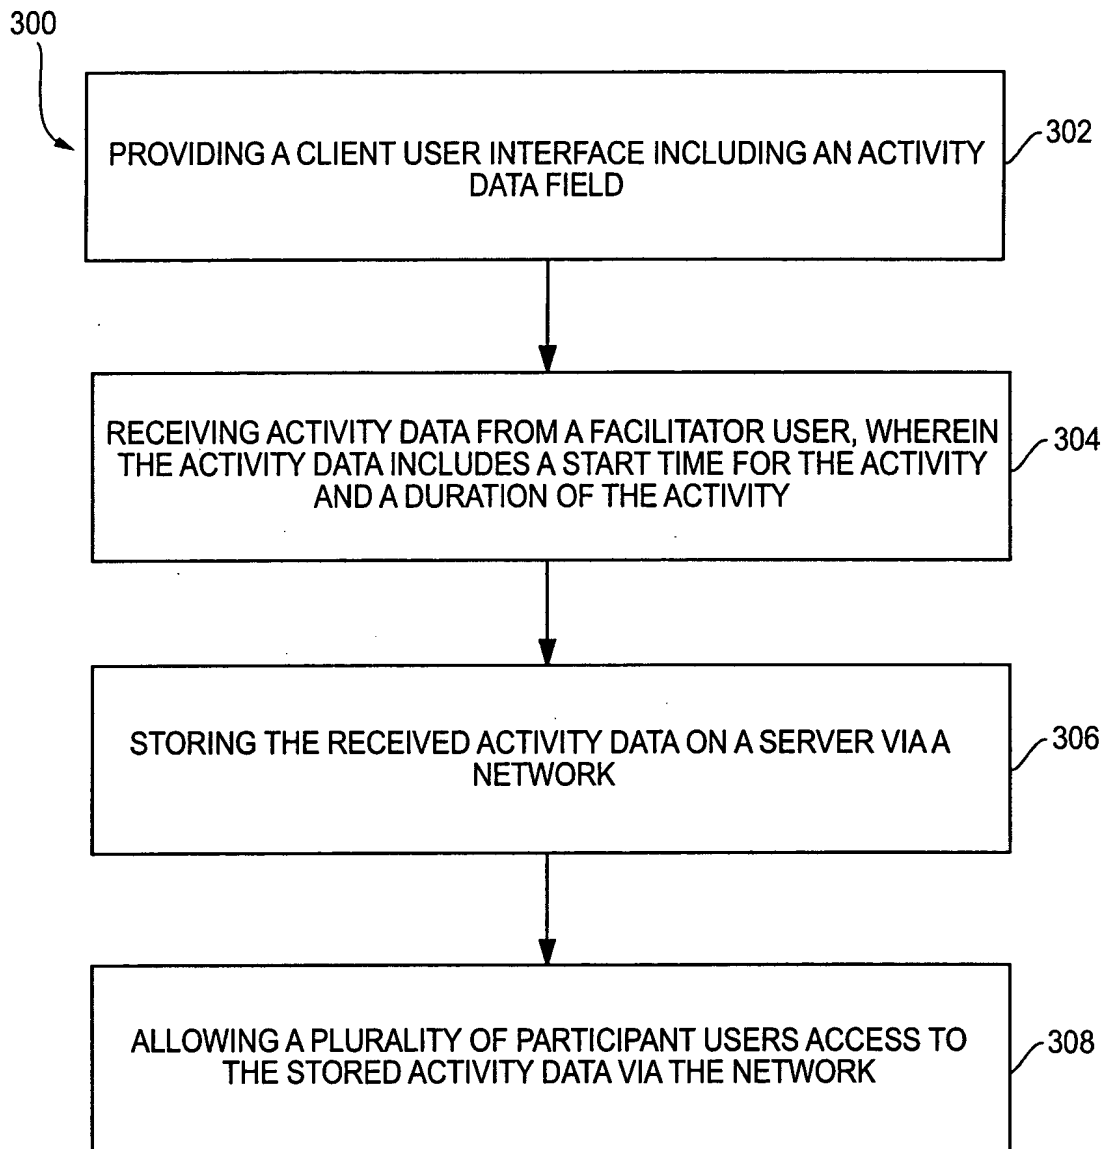 300
PROVIDING A CLIENT USER INTERFACE INCLUDING AN ACTIVITY
DATA FIELD
302
RECEIVING ACTIVITY DATA FROM A FACILITATOR USER, WHEREIN
THE ACTIVITY DATA INCLUDES A START TIME FOR THE ACTIVITY
AND A DURATION OF THE ACTIVITY
304
STORING THE RECEIVED ACTIVITY DATA ON A SERVER VIA A
NETWORK
306
ALLOWING A PLURALITY OF PARTICIPANT USERS ACCESS TO
THE STORED ACTIVITY DATA VIA THE NETWORK
308